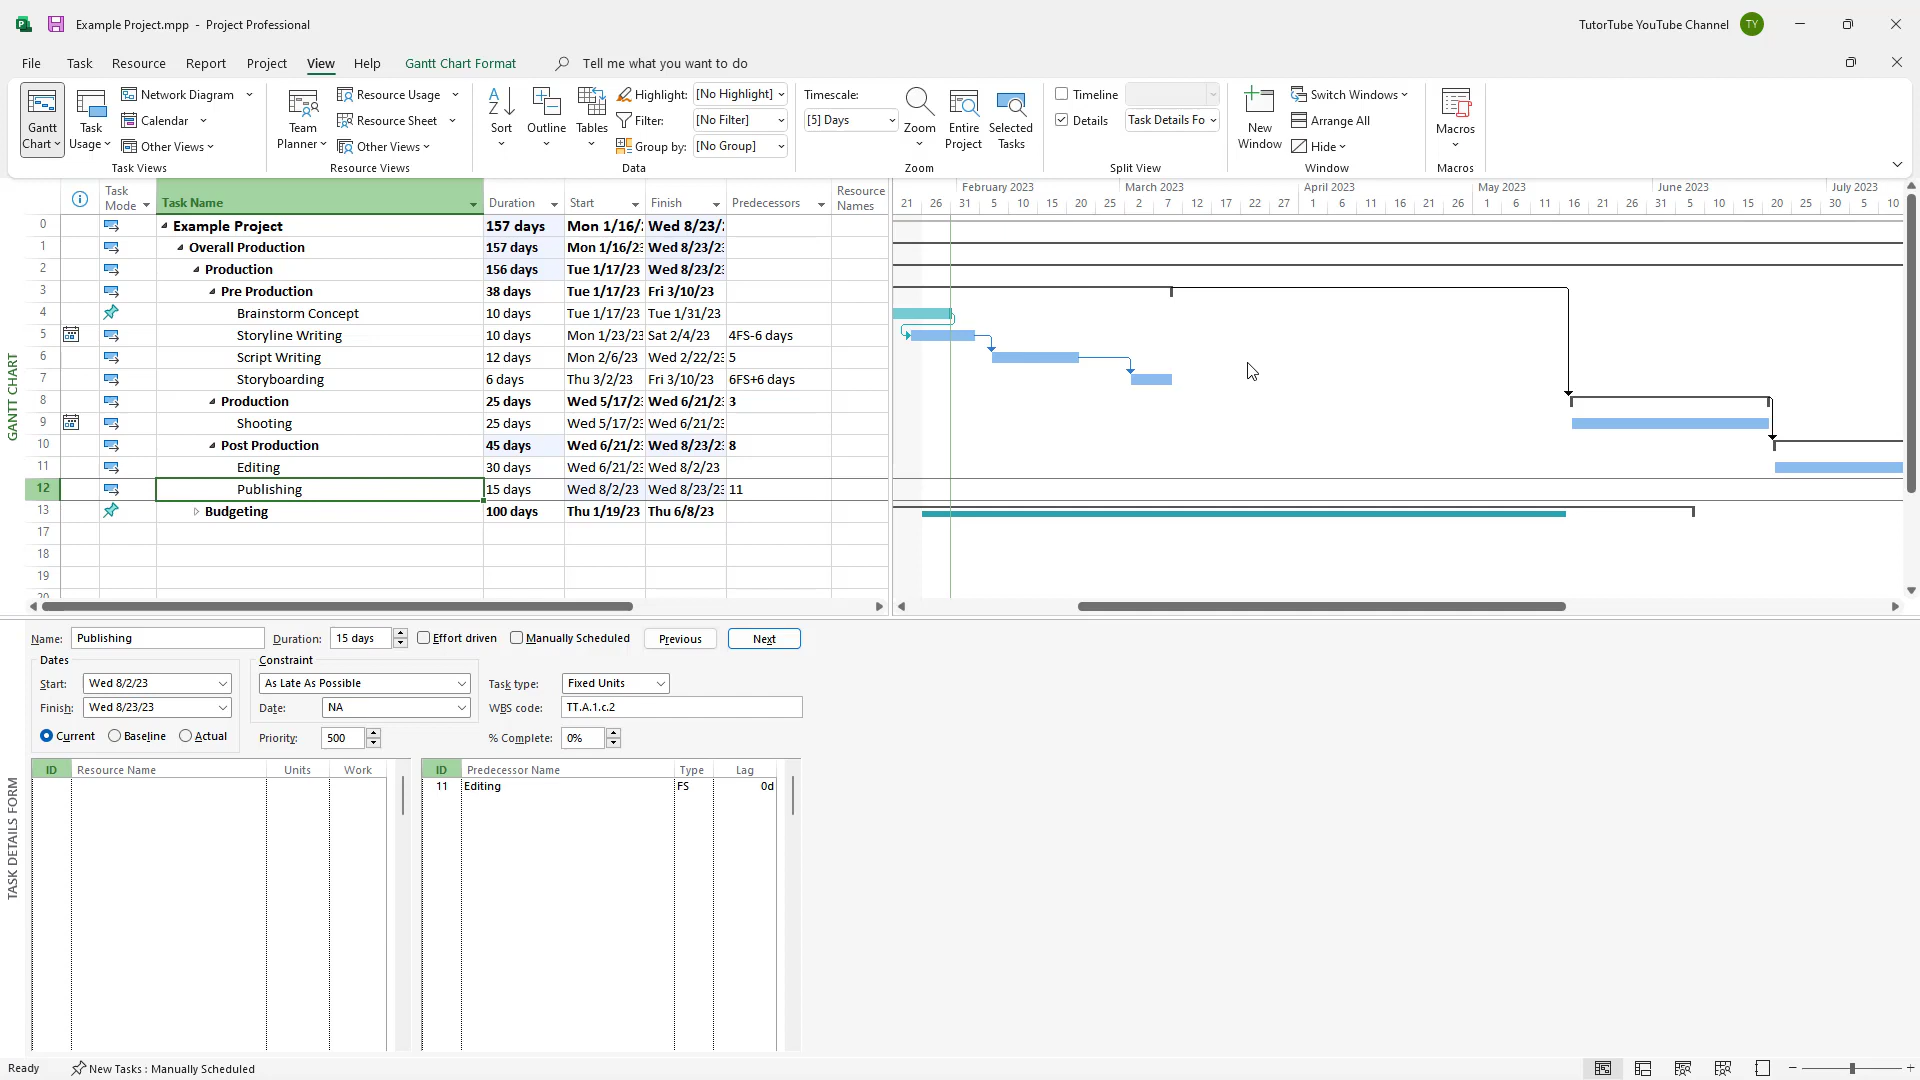 Example Project.mpp - Project Professional
TutorTube YouTube Channel TY
File Task Resource Report Project View Help Gantt Chart Format Tell me what you want to do
Gantt Chart
Task Usage
Network Diagram
Calendar
Other Views
Task Views
Team Planner
Resource Usage
Resource Sheet
Other Views
Resource Views
Sort
Outline
Tables
Highlight: [No Highlight]
Filter: [No Filter]
Group by: [No Group]
Data
Timescale:
[5] Days
Zoom
Entire Project
Selected Tasks
Zoom
Timeline
Details Task Details Fo
Split View
New Window
Switch Windows
Arrange All
Hide
Window
Macros
Macros
Task Mode Task Name Duration Start Finish Predecessors Resource Names
0 Example Project 157 days Mon 1/16/ Wed 8/23/
1 Overall Production 157 days Mon 1/16/2 Wed 8/23/2
2 Production 156 days Tue 1/17/23 Wed 8/23/2
3 Pre Production 38 days Tue 1/17/23 Fri 3/10/23
4 Brainstorm Concept 10 days Tue 1/17/23 Tue 1/31/23
5 Storyline Writing 10 days Mon 1/23/23 Sat 2/4/23 4FS-6 days
6 Script Writing 12 days Mon 2/6/23 Wed 2/22/23 5
7 Storyboarding 6 days Thu 3/2/23 Fri 3/10/23 6FS+6 days
8 Production 25 days Wed 5/17/2 Wed 6/21/2 3
9 Shooting 25 days Wed 5/17/2 Wed 6/21/2
10 Post Production 45 days Wed 6/21/2 Wed 8/23/2 8
11 Editing 30 days Wed 6/21/2 Wed 8/2/23
12 Publishing 15 days Wed 8/2/23 Wed 8/23/2 11
13 Budgeting 100 days Thu 1/19/23 Thu 6/8/23
17
18
19
20
February 2023 March 2023 April 2023 May 2023 June 2023 July 2023
21 26 31 5 10 15 20 25 2 7 12 17 22 27 1 6 11 16 21 26 1 6 11 16 21 26 31 5 10 15 20 25 30 5 10
GANTT CHART
Name: Publishing Duration: 15 days Effort driven Manually Scheduled Previous Next
Dates Constraint
Start: Wed 8/2/23 As Late As Possible Task type: Fixed Units
Finish: Wed 8/23/23 Date: NA WBS code: TT.A.1.c.2
Current Baseline Actual Priority: 500 % Complete: 0%
ID Resource Name Units Work ID Predecessor Name Type Lag
11 Editing FS 0d
TASK DETAILS FORM
Ready New Tasks : Manually Scheduled